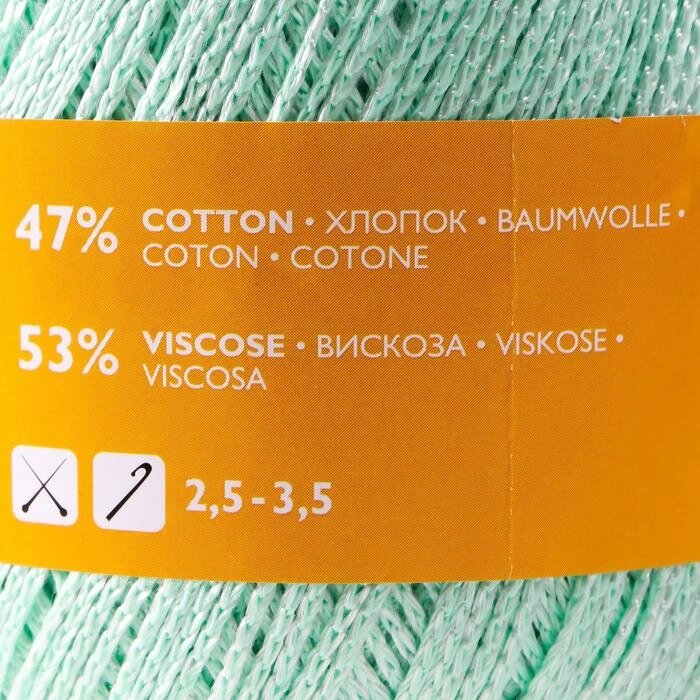 47% COTTON • ХЛОПОК • BAUMWOLLE •
COTON • COTONE
53% VISCOSE • ВИСКОЗА • VISKOSE •
VISCOSA
2,5-3,5